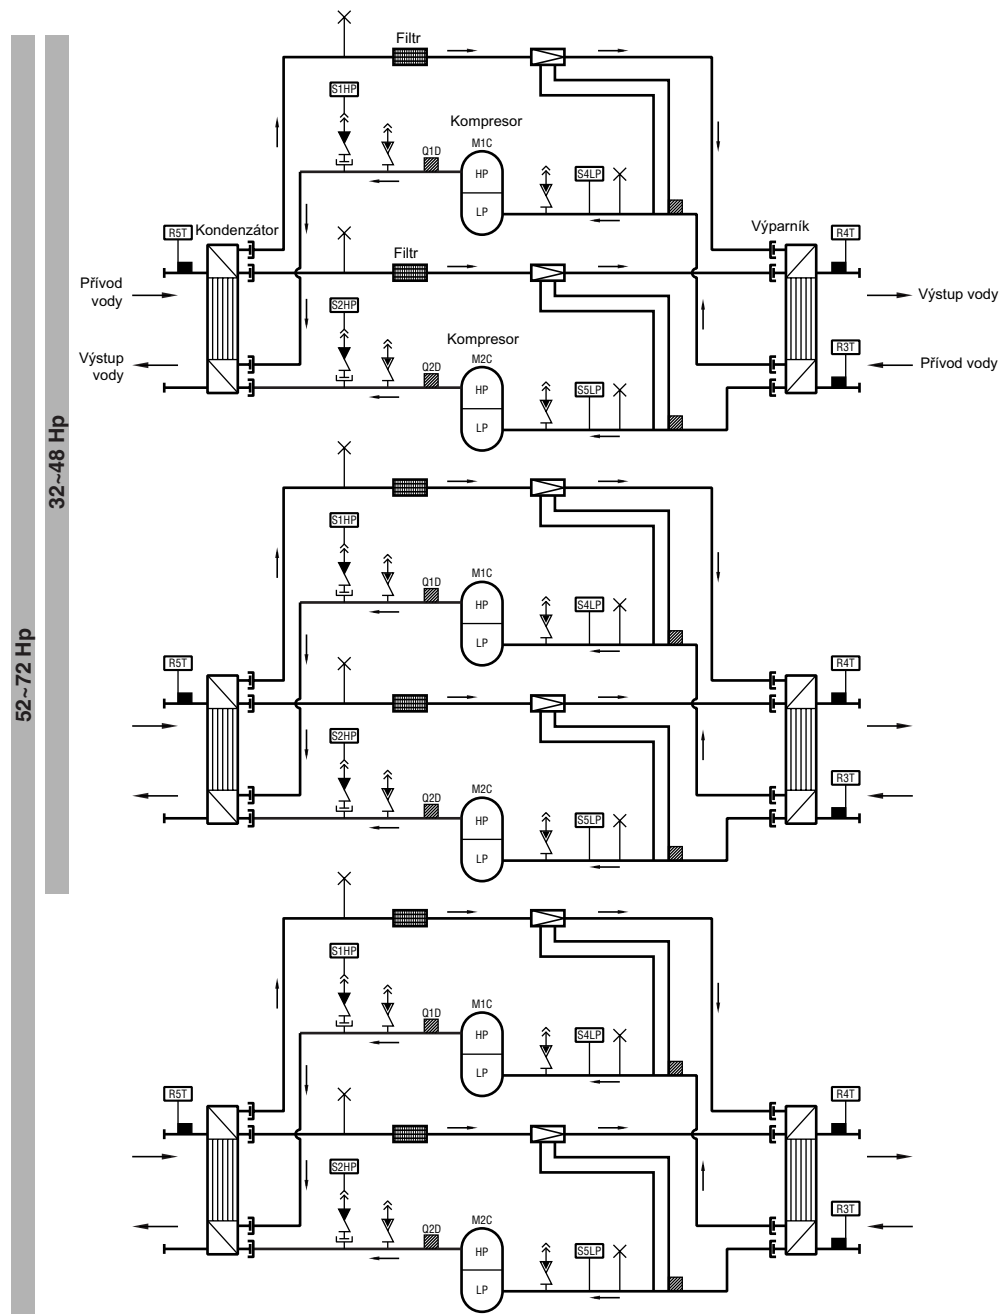 Filtr
S1HP
Kompresor
M1C
Q1D
HP
S4LP
LP
R5T
Kondenzátor
Výparník
R4T
Filtr
Přívod
vody
Výstup vody
S2HP
Kompresor
R3T
Výstup
vody
M2C
Přívod vody
Q2D
HP
S5LP
LP
32~48 Hp
52~72 Hp
S1HP
M1C
Q1D
HP
S4LP
LP
R5T
R4T
S2HP
R3T
M2C
Q2D
HP
S5LP
LP
S1HP
M1C
Q1D
HP
S4LP
LP
R5T
R4T
S2HP
R3T
M2C
Q2D
HP
S5LP
LP